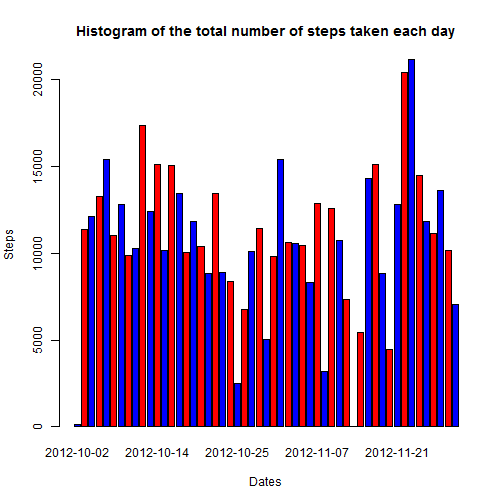 Histogram of the total number of steps taken each day
20000
15000
10000
5000
0
Steps
2012-10-02 2012-10-14 2012-10-25 2012-11-07 2012-11-21
Dates